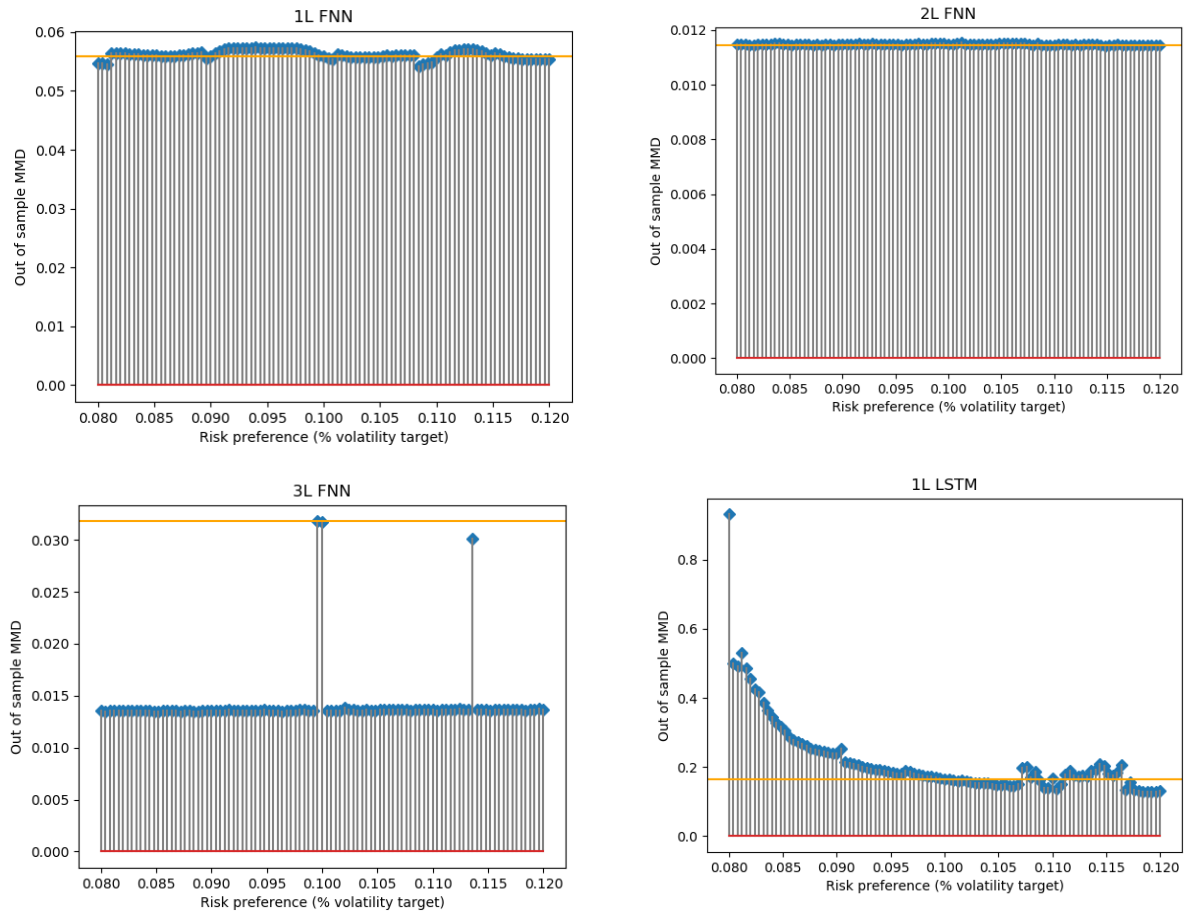 1L FNN
Out of sample MMD
0.06
0.05
0.04
0.03
0.02
0.01
0.00
0.080 0.085 0.090 0.095 0.100 0.105 0.110 0.115 0.120
Risk preference (% volatility target)
2L FNN
Out of sample MMD
0.012
0.010
0.008
0.006
0.004
0.002
0.000
0.080 0.085 0.090 0.095 0.100 0.105 0.110 0.115 0.120
Risk preference (% volatility target)
3L FNN
Out of sample MMD
0.030
0.025
0.020
0.015
0.010
0.005
0.000
0.080 0.085 0.090 0.095 0.100 0.105 0.110 0.115 0.120
Risk preference (% volatility target)
1L LSTM
Out of sample MMD
0.8
0.6
0.4
0.2
0.0
0.080 0.085 0.090 0.095 0.100 0.105 0.110 0.115 0.120
Risk preference (% volatility target)